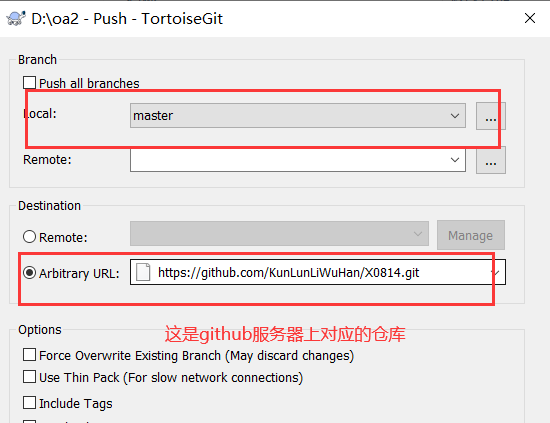 D:\oa2 - Push - TortoiseGit
Branch
Push all branches
Local:
master
...
Remote:
...
Destination
Remote:
Manage
Arbitrary URL:
https://github.com/KunLunLiWuHan/X0814.git
Options
这是github服务器上对应的仓库
Force Overwrite Existing Branch (May discard changes)
Use Thin Pack (For slow network connections)
Include Tags